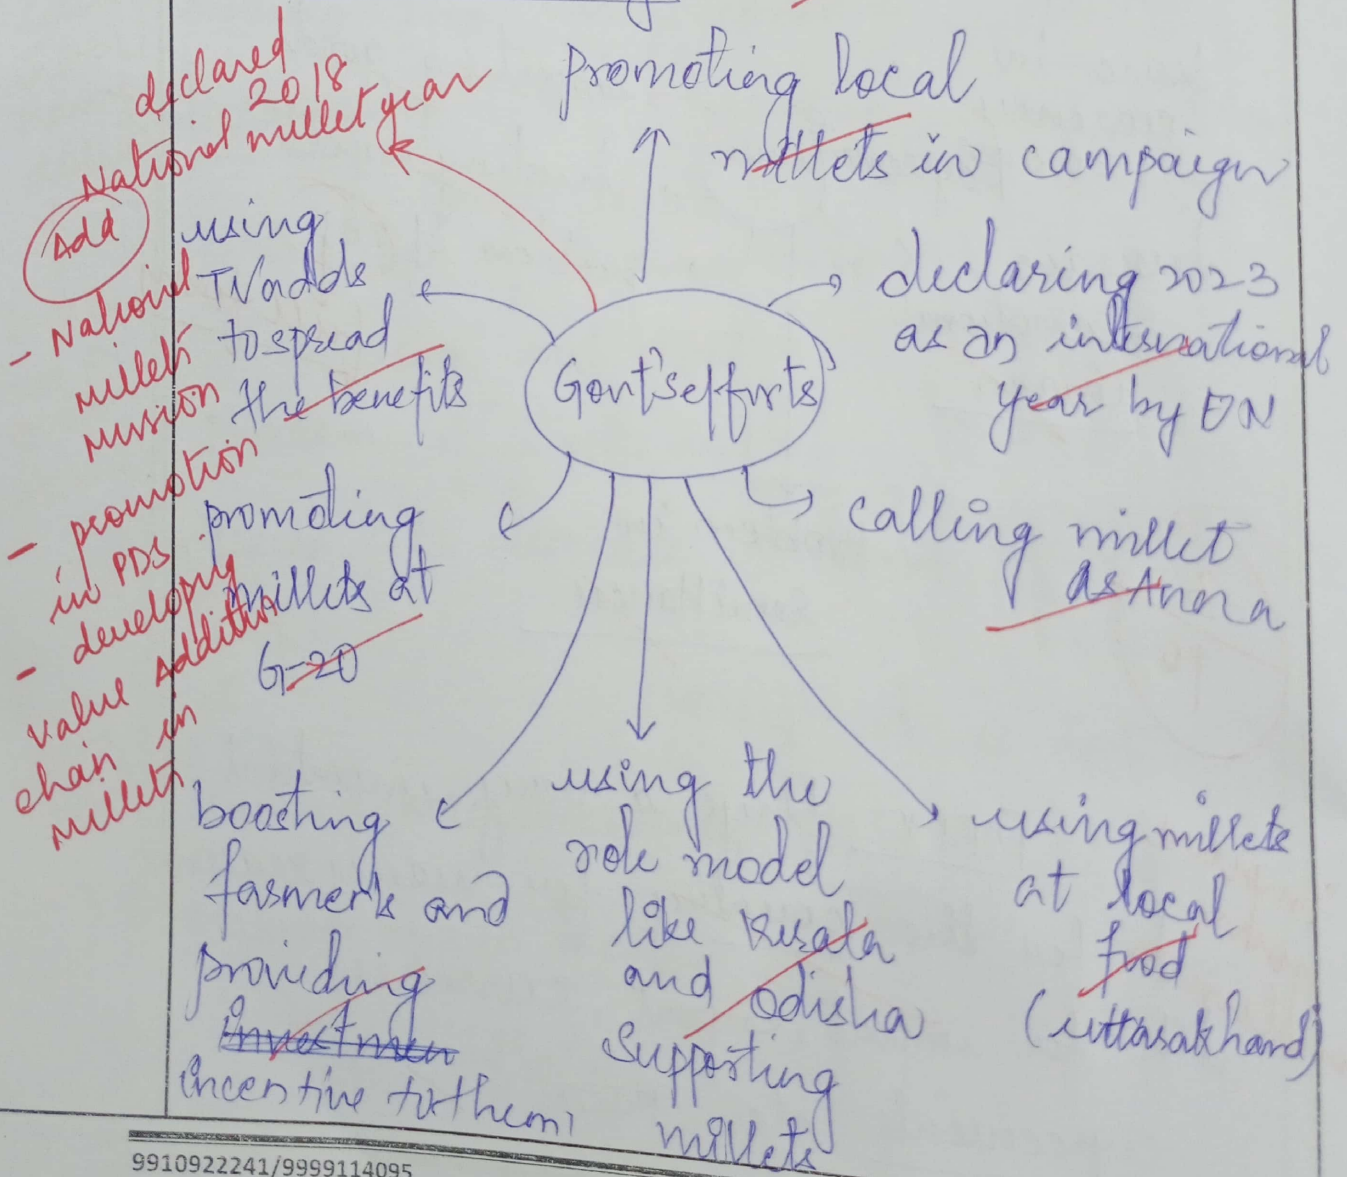 declared
2018
National millet year
Add
- National
millets
mission
- promotion
in PDS
- developing
value Addition
chain in
millets
promoting local
millets in campaign
using
TV adds
to spread
the benefits
Govt's efforts
declaring 2023
as an international
year by UN
promoting
millets at
G-20
calling millet
as Anna
boosting
farmer's and
providing
incentive to them
using the
role model
like
and Odisha
supporting
millets
using millets
at local
food
(uttarakhand)
9910922241/9999114095